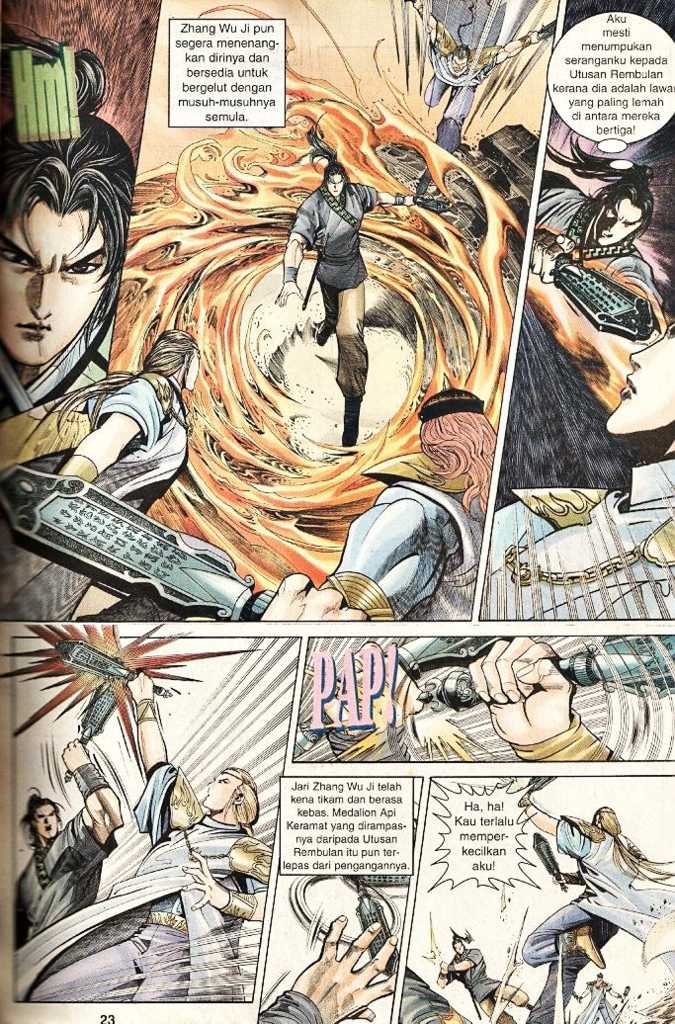 Zhang Wu Ji pun
segera menenang-
kan dirinya dan
bersedia untuk
bergelut dengan
musuh-musuhnya
semula.
Aku
mesti
menumpukan
seranganku kepada
Utusan Rembulan
kerana dia adalah lawan
yang paling lemah
di antara mereka
bertiga!
PAP!
Jari Zhang Wu Ji telah
kena tikam dan berasa
kebas. Medalion Api
Keramat yang dirampas-
nya daripada Utusan
Rembulan itu pun ter-
lepas dari pengangannya.
Ha, ha!
Kau terlalu
memper-
kecilkan
aku!
23